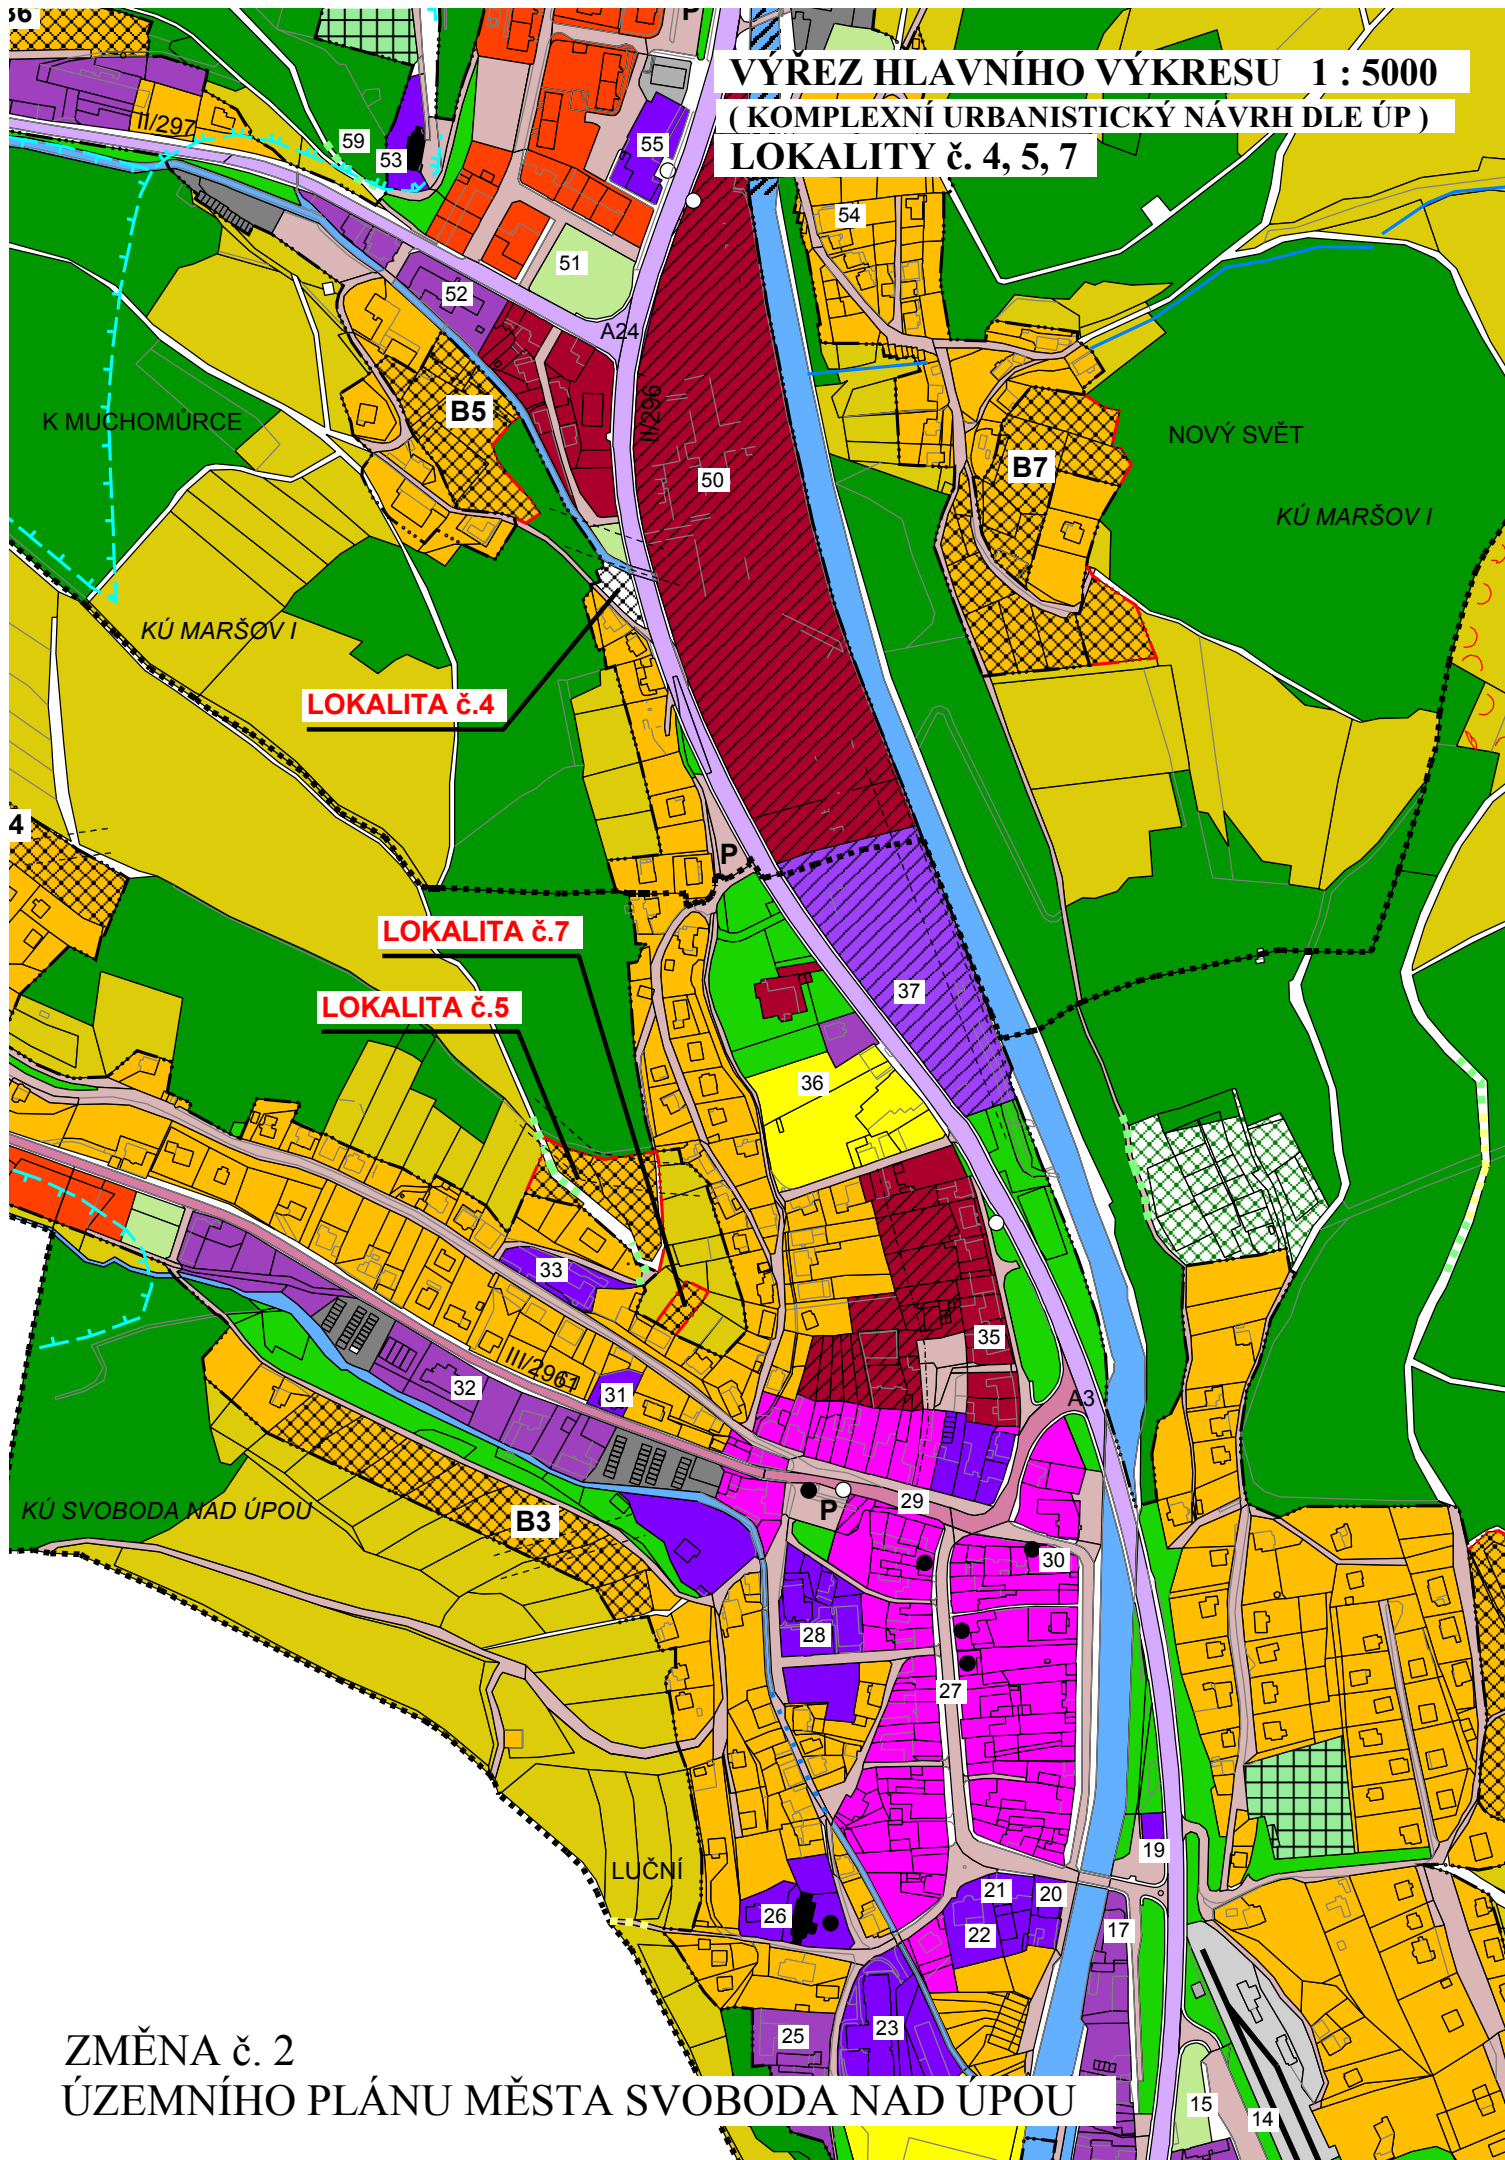 36
P
VÝŘEZ HLAVNÍHO VÝKRESU 1 : 5000
( KOMPLEXNÍ URBANISTICKÝ NÁVRH DLE ÚP )
LOKALITY č. 4, 5, 7
II/297
59
53
55
54
51
52
A24
II/296
B5
K MUCHOMŮRCE
NOVÝ SVĚT
B7
50
KÚ MARŠOV I
KÚ MARŠOV I
LOKALITA č.4
4
P
LOKALITA č.7
37
LOKALITA č.5
36
33
35
III/2961
32
31
A3
KÚ SVOBODA NAD ÚPOU
B3
P
29
30
28
27
19
LUČNÍ
21
20
26
22
17
25
23
ZMĚNA č. 2
ÚZEMNÍHO PLÁNU MĚSTA SVOBODA NAD ÚPOU
15
14